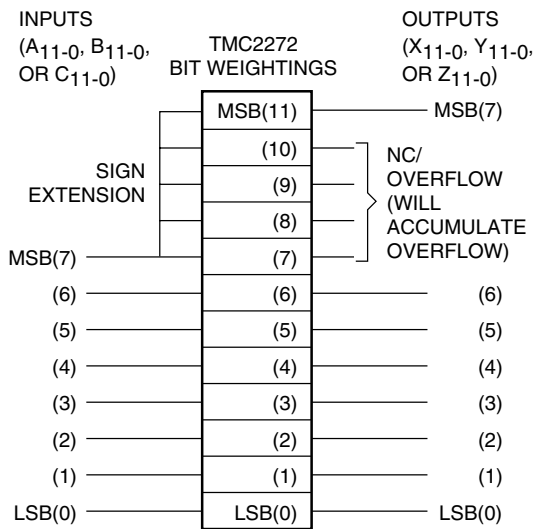 INPUTS
(A11-0, B11-0,
OR C11-0)
TMC2272
BIT WEIGHTINGS
OUTPUTS
(X11-0, Y11-0,
OR Z11-0)
MSB(11)
MSB(7)
(10)
(9)
(8)
(7)
SIGN
EXTENSION
NC/
OVERFLOW
(WILL
ACCUMULATE
OVERFLOW)
MSB(7)
(6) (6) (6)
(5) (5) (5)
(4) (4) (4)
(3) (3) (3)
(2) (2) (2)
(1) (1) (1)
LSB(0) LSB(0) LSB(0)